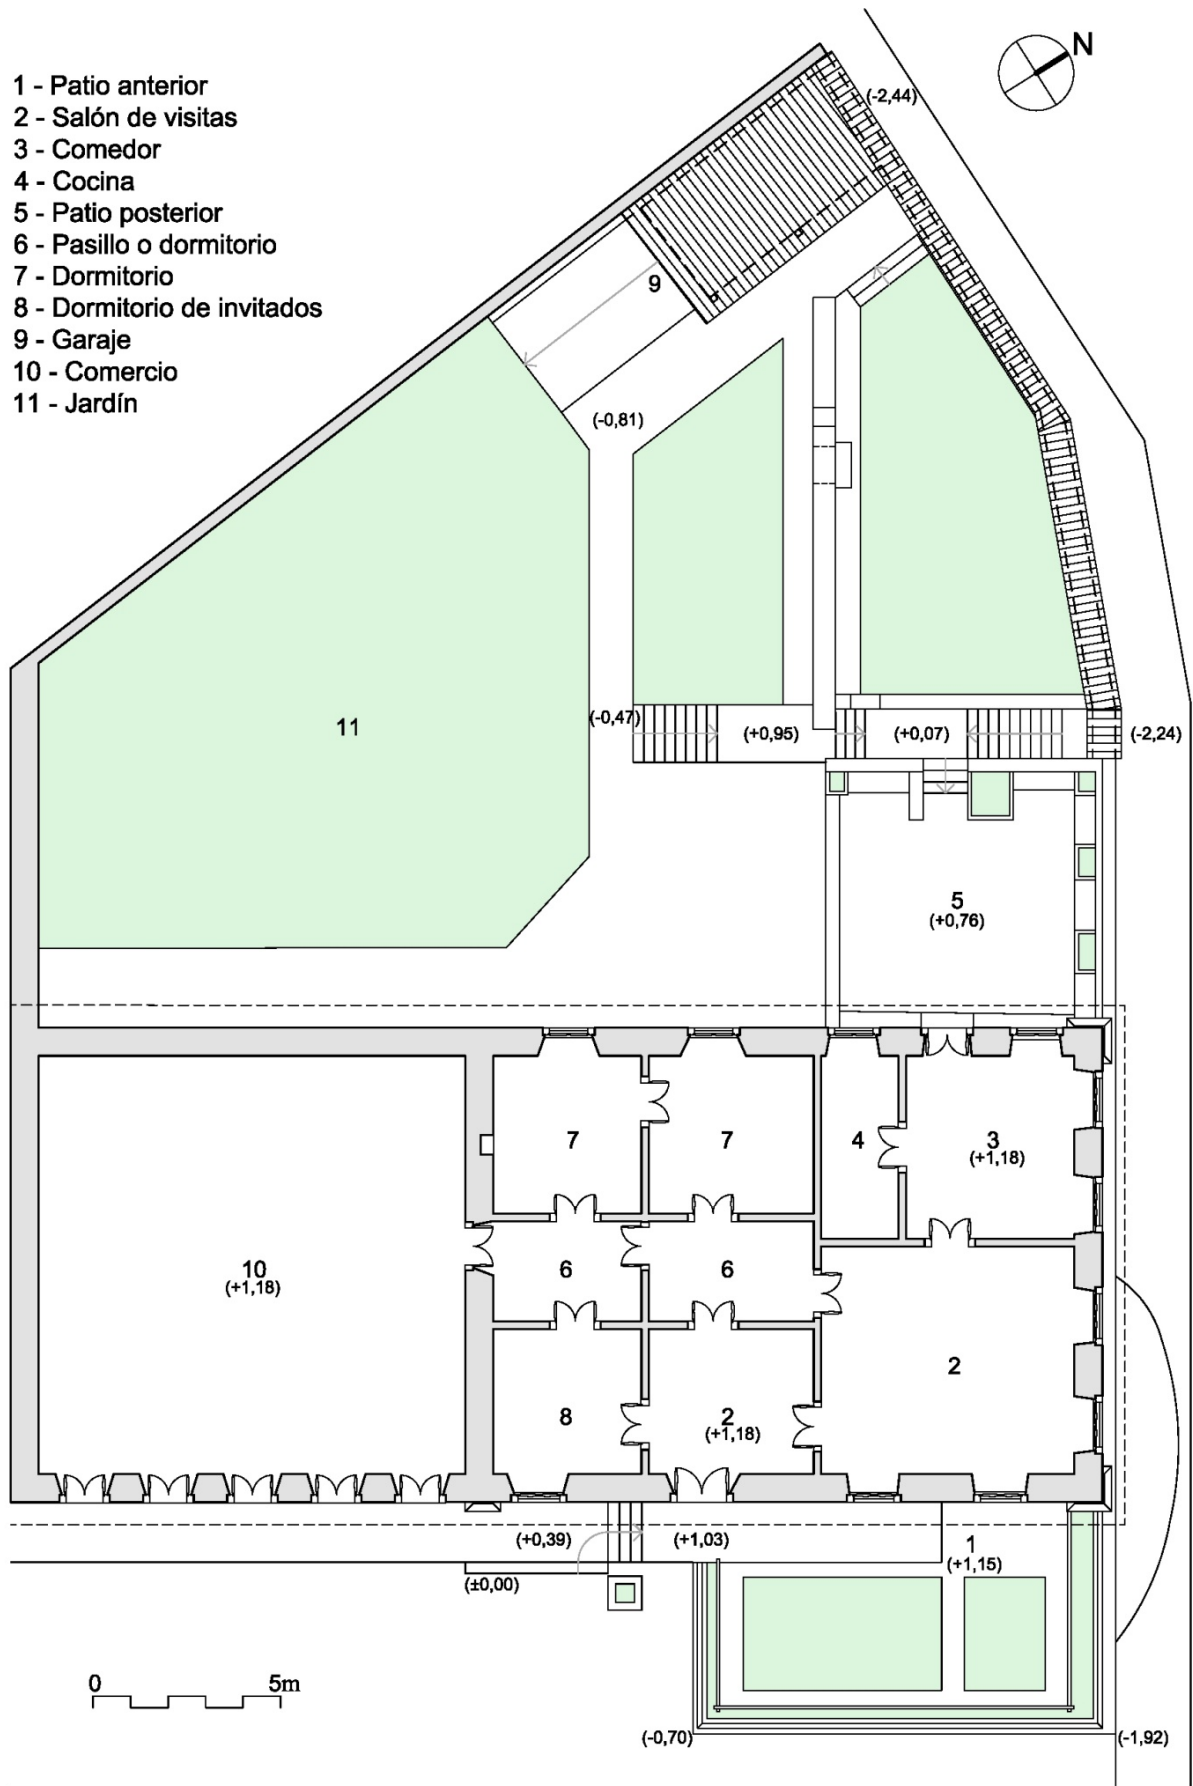 N
1 - Patio anterior
2 - Salón de visitas
3 - Comedor
4 - Cocina
5 - Patio posterior
6 - Pasillo o dormitorio
7 - Dormitorio
8 - Dormitorio de invitados
9 - Garaje
10 - Comercio
11 - Jardín
(-2,44)
9
(-0,81)
11
(-0,47)
(+0,95)
(+0,07)
(-2,24)
5
(+0,76)
7
7
4
3
(+1,18)
10
(+1,18)
6
6
2
8
2
(+1,18)
(+0,39)
(+1,03)
1
(+1,15)
(±0,00)
0 5m
(-0,70)
(-1,92)